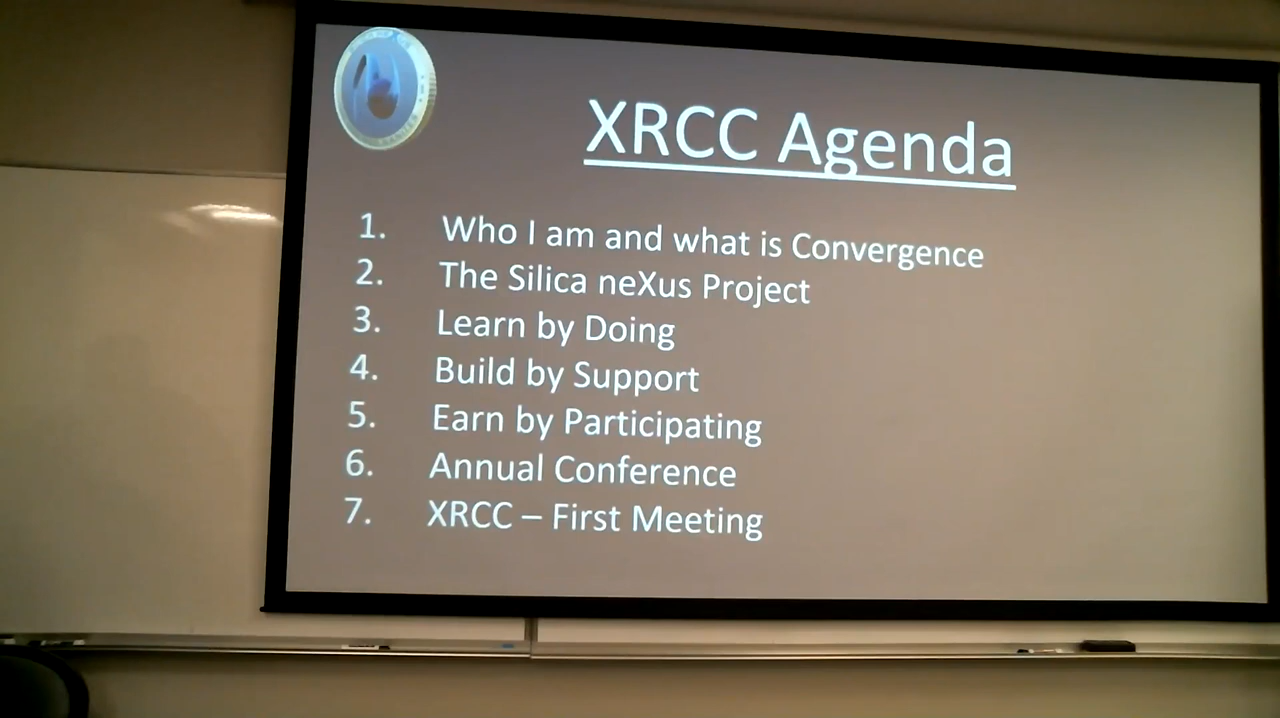 XRCC Agenda
1. Who I am and what is Convergence
2. The Silica neXus Project
3. Learn by Doing
4. Build by Support
5. Earn by Participating
6. Annual Conference
7. XRCC – First Meeting